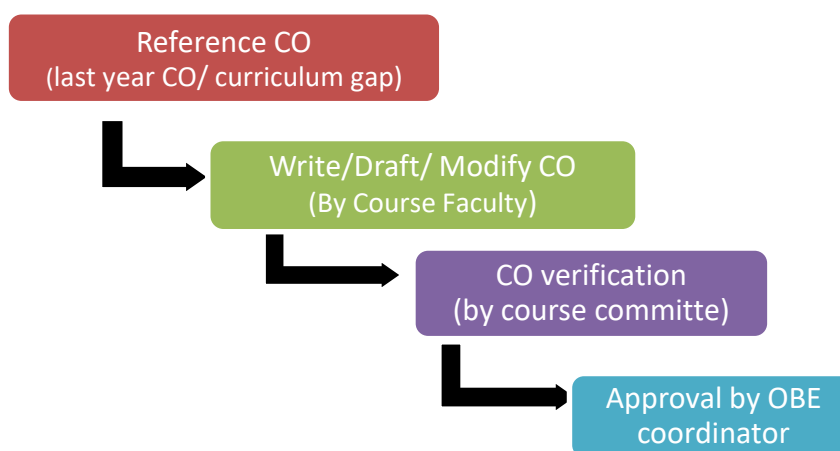 Reference CO
(last year CO/ curriculum gap)
Write/Draft/ Modify CO
(By Course Faculty)
CO verification
(by course committe)
Approval by OBE
coordinator